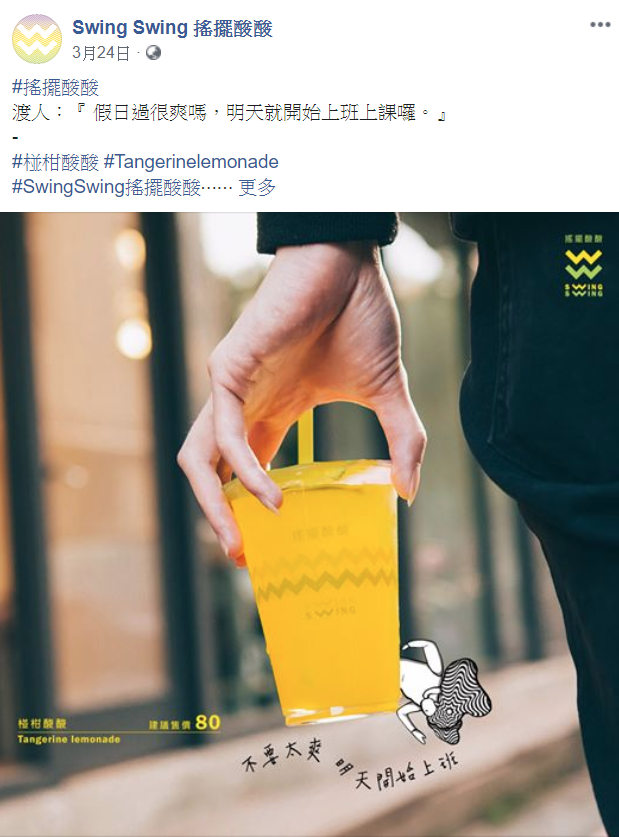 Swing Swing 搖擺酸酸
3月24日 ·
#搖擺酸酸
渡人：『 假日過很爽嗎，明天就開始上班上課囉。』
-
#椪柑酸酸 #Tangerinelemonade
#SwingSwing搖擺酸酸⋯⋯ 更多
搖擺酸酸
SWING
SWING
搖擺酸酸
SWING
SWING
椪柑酸酸 建議售價 80
Tangerine lemonade
不要太爽 明天開始上班